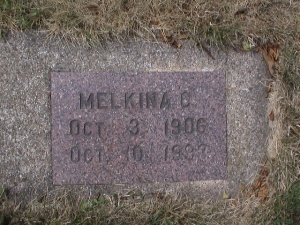 MELKINA
OCT 3, 1906
OCT. 10,